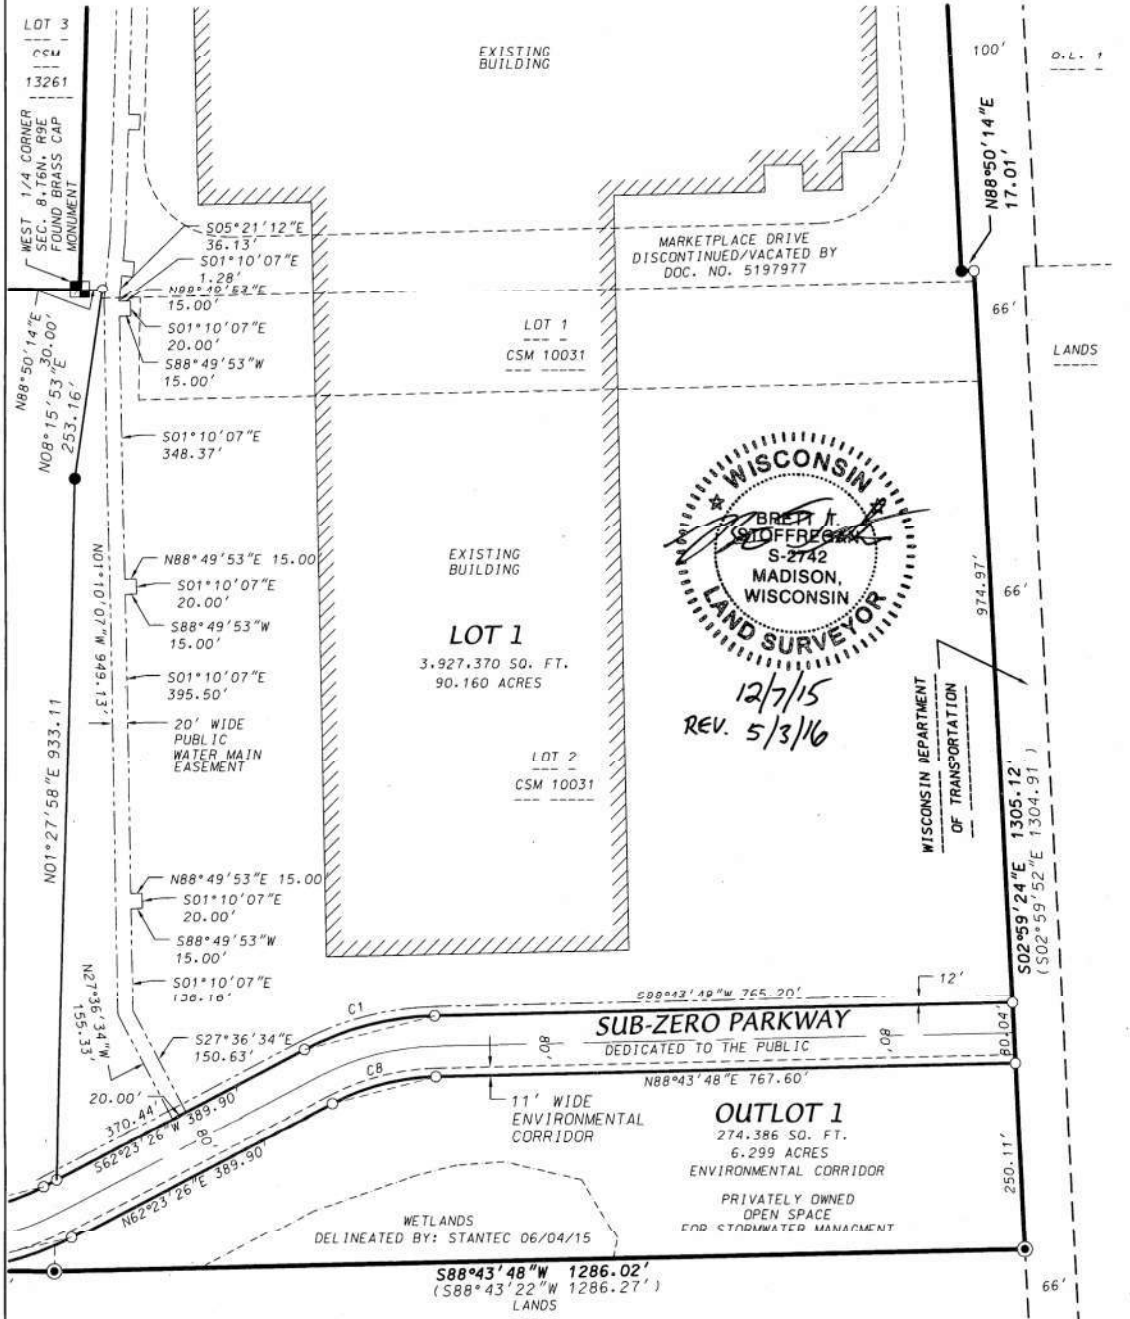 LOT 3
CSM
13261
WEST 1/4 CORNER
SEC. 8, T6N, R9E
FOUND BRASS CAP
MONUMENT
EXISTING
BUILDING
100'
O.L. 1
N88°50'14"E
17.01'
S05°21'12"E
36.13'
S01°10'07"E
1.28'
N88°49'53"E
15.00'
S01°10'07"E
20.00'
S88°49'53"W
15.00'
MARKETPLACE DRIVE
DISCONTINUED/VACATED BY
DOC. NO. 5197977
66'
LANDS
LOT 1
CSM 10031
N88°50'14"E
30.00'
N08°15'53"E
253.16'
S01°10'07"E
348.37'
WISCONSIN
LAND SURVEYOR
BRETT T.
STOFFREGAN
S-2742
MADISON,
WISCONSIN
12/7/15
REV. 5/3/16
N88°49'53"E 15.00
S01°10'07"E
20.00'
S88°49'53"W
15.00'
N01°10'07"W 949.13'
EXISTING
BUILDING
LOT 1
3,927,370 SQ. FT.
90.160 ACRES
974.97'
66'
S01°10'07"E
395.50'
20' WIDE
PUBLIC
WATER MAIN
EASEMENT
N01°27'58"E 933.11
LOT 2
CSM 10031
WISCONSIN DEPARTMENT
OF TRANSPORTATION
S02°59'24"E 1305.12'
(S02°59'52"E 1304.91')
N88°49'53"E 15.00
S01°10'07"E
20.00'
S88°49'53"W
15.00'
S01°10'07"E
N27°36'34"W
155.33'
S27°36'34"E
150.63'
C1
765.20'
12'
SUB-ZERO PARKWAY
DEDICATED TO THE PUBLIC
80'
80'
80.04'
C8
N88°43'48"E 767.60'
20.00'
370.44'
S62°23'26"W 389.90'
80'
N62°23'26"E 389.90'
11' WIDE
ENVIRONMENTAL
CORRIDOR
OUTLOT 1
274,386 SQ. FT.
6.299 ACRES
ENVIRONMENTAL CORRIDOR
PRIVATELY OWNED
OPEN SPACE
FOR STORMWATER MANAGMENT
250.11'
WETLANDS
DELINEATED BY: STANTEC 06/04/15
S88°43'48"W 1286.02'
(S88°43'22"W 1286.27')
LANDS
66'